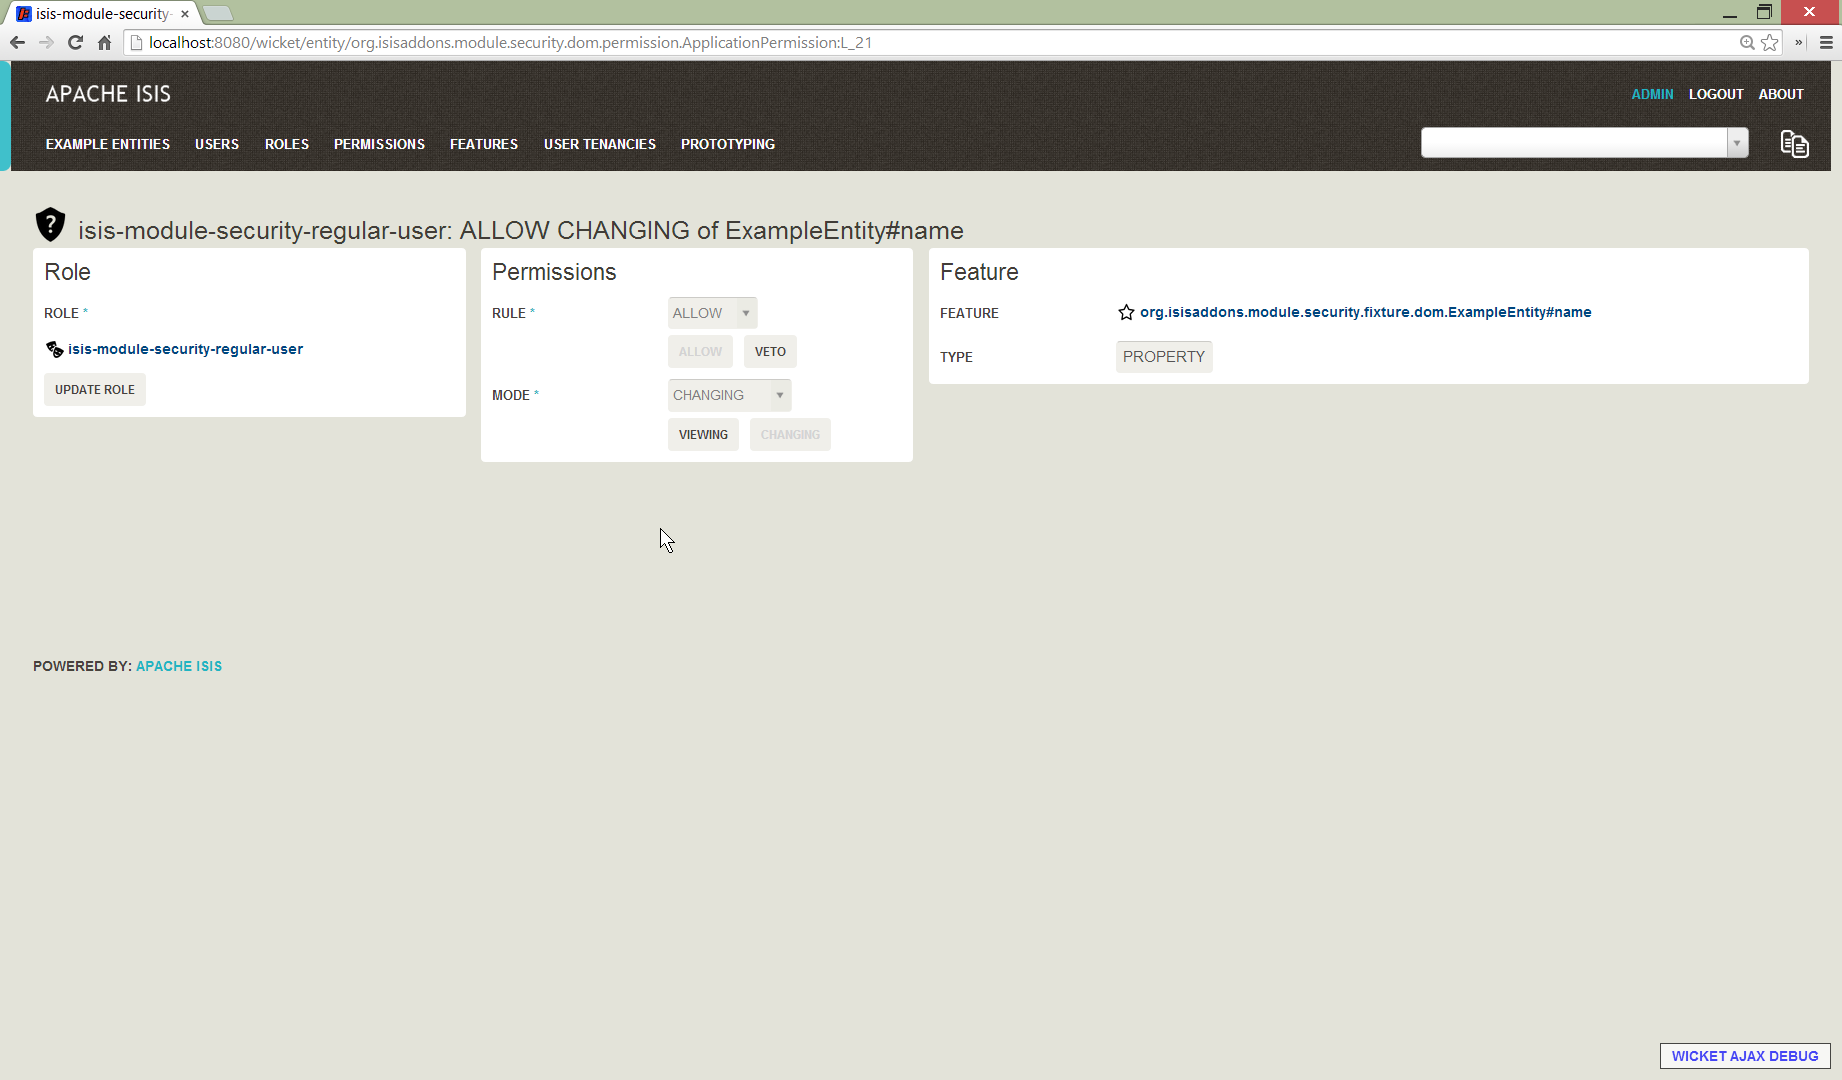 isis-module-security-
localhost:8080/wicket/entity/org.isisaddons.module.security.dom.permission.ApplicationPermission:L_21
APACHE ISIS
ADMIN LOGOUT ABOUT
EXAMPLE ENTITIES USERS ROLES PERMISSIONS FEATURES USER TENANCIES PROTOTYPING
isis-module-security-regular-user: ALLOW CHANGING of ExampleEntity#name
Role
ROLE *
isis-module-security-regular-user
UPDATE ROLE
Permissions
RULE * ALLOW
ALLOW VETO
MODE * CHANGING
VIEWING CHANGING
Feature
FEATURE org.isisaddons.module.security.fixture.dom.ExampleEntity#name
TYPE PROPERTY
POWERED BY: APACHE ISIS
WICKET AJAX DEBUG